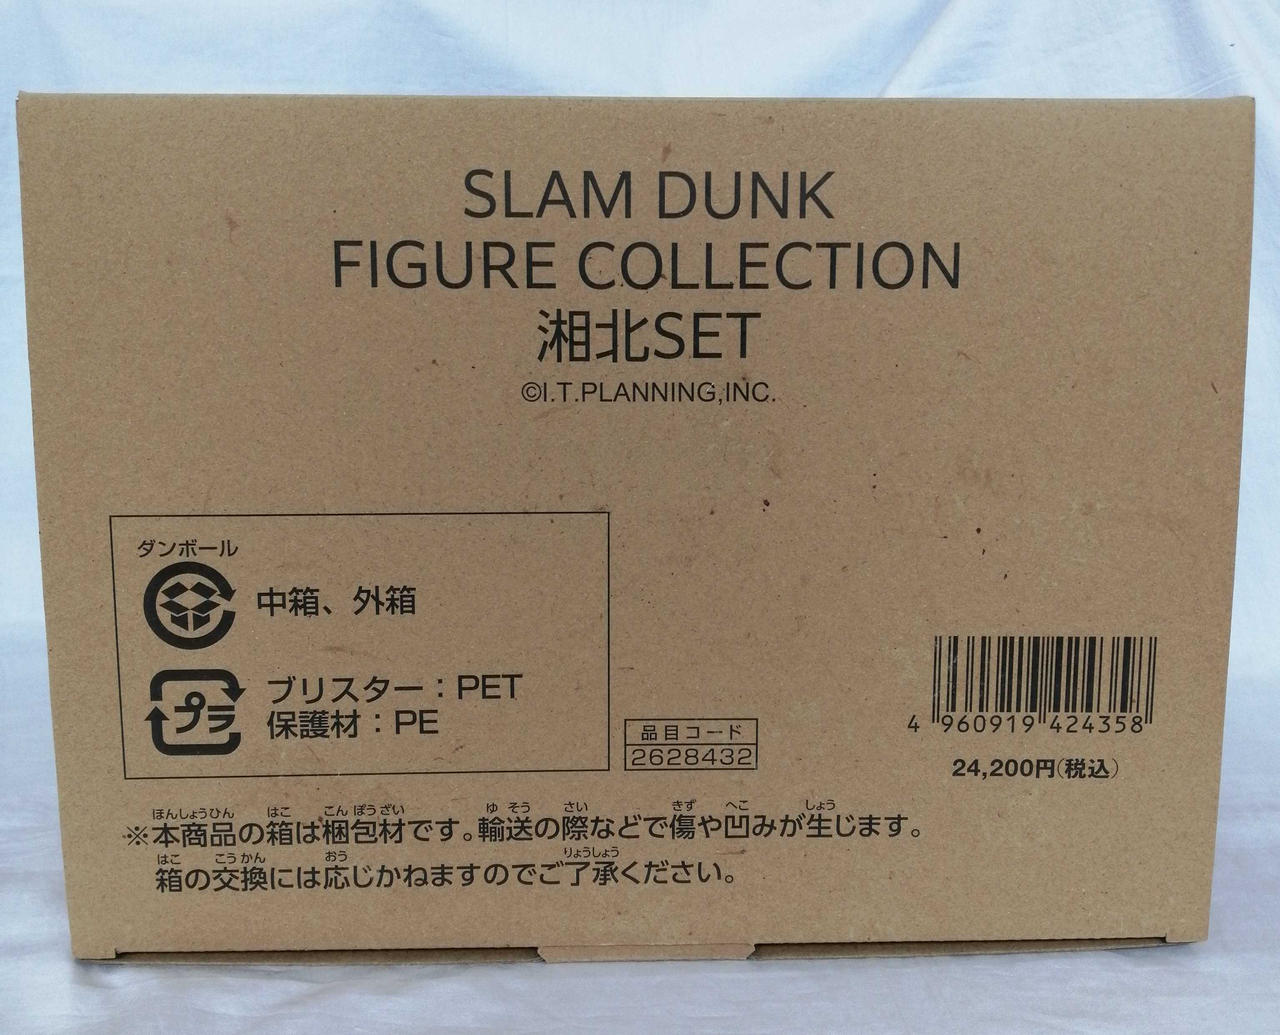 SLAM DUNK
FIGURE COLLECTION
湘北SET
©I.T.PLANNING,INC.
ダンボール
中箱、外箱
プラ
ブリスター：PET
保護材：PE
品目コード
2628432
4 960919 424358
24,200円(税込)
ほんしょうひん はこ こん ぽう ざい ゆ そう さい きず へこ しょう
※本商品の箱は梱包材です。輸送の際などで傷や凹みが生じます。
はこ こう かん おう りょうしょう
箱の交換には応じかねますのでご了承ください。